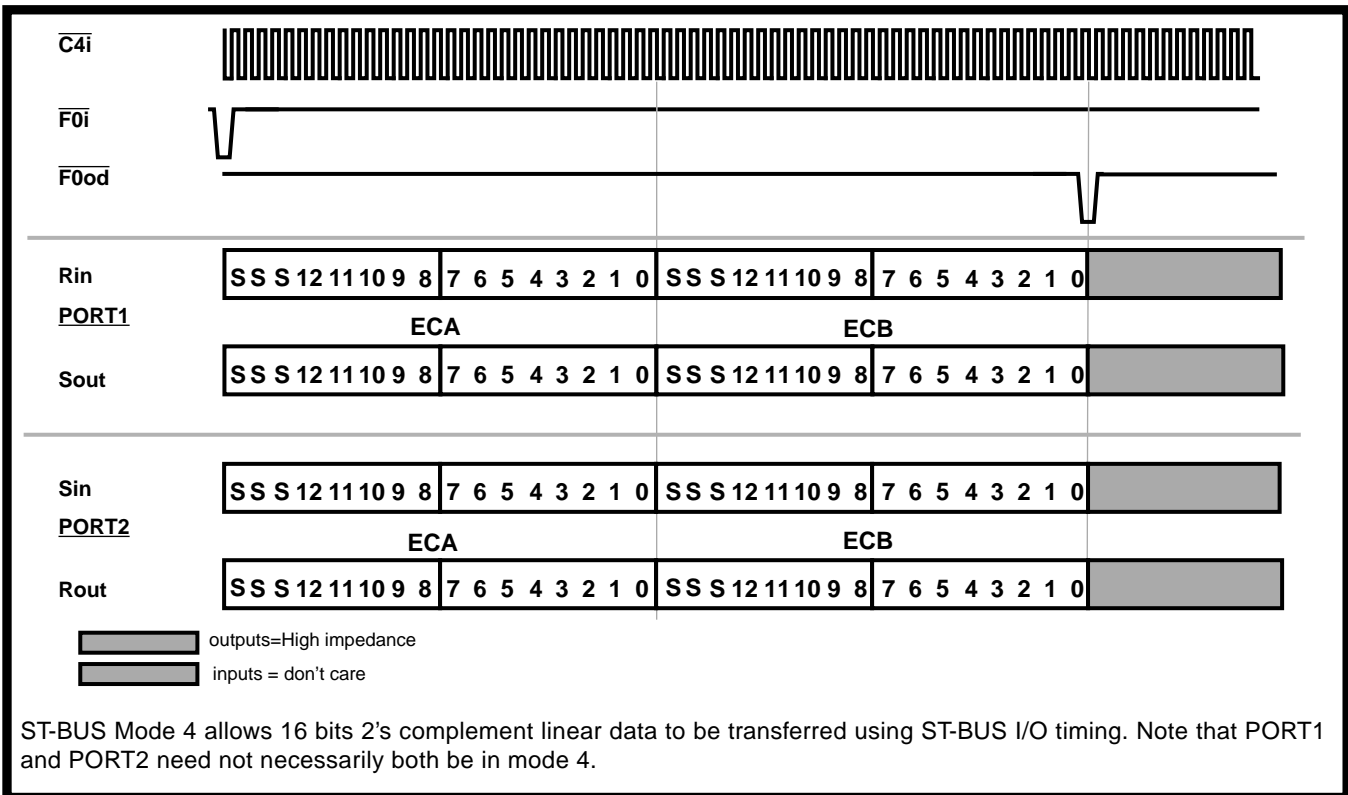 C4i
F0i
F0od
Rin
S S S 12 11 10 9 8 7 6 5 4 3 2 1 0 S S S 12 11 10 9 8 7 6 5 4 3 2 1 0
PORT1
ECA ECB
Sout
S S S 12 11 10 9 8 7 6 5 4 3 2 1 0 S S S 12 11 10 9 8 7 6 5 4 3 2 1 0
Sin
S S S 12 11 10 9 8 7 6 5 4 3 2 1 0 S S S 12 11 10 9 8 7 6 5 4 3 2 1 0
PORT2
ECA ECB
Rout
S S S 12 11 10 9 8 7 6 5 4 3 2 1 0 S S S 12 11 10 9 8 7 6 5 4 3 2 1 0
outputs=High impedance
inputs = don't care
ST-BUS Mode 4 allows 16 bits 2's complement linear data to be transferred using ST-BUS I/O timing. Note that PORT1
and PORT2 need not necessarily both be in mode 4.